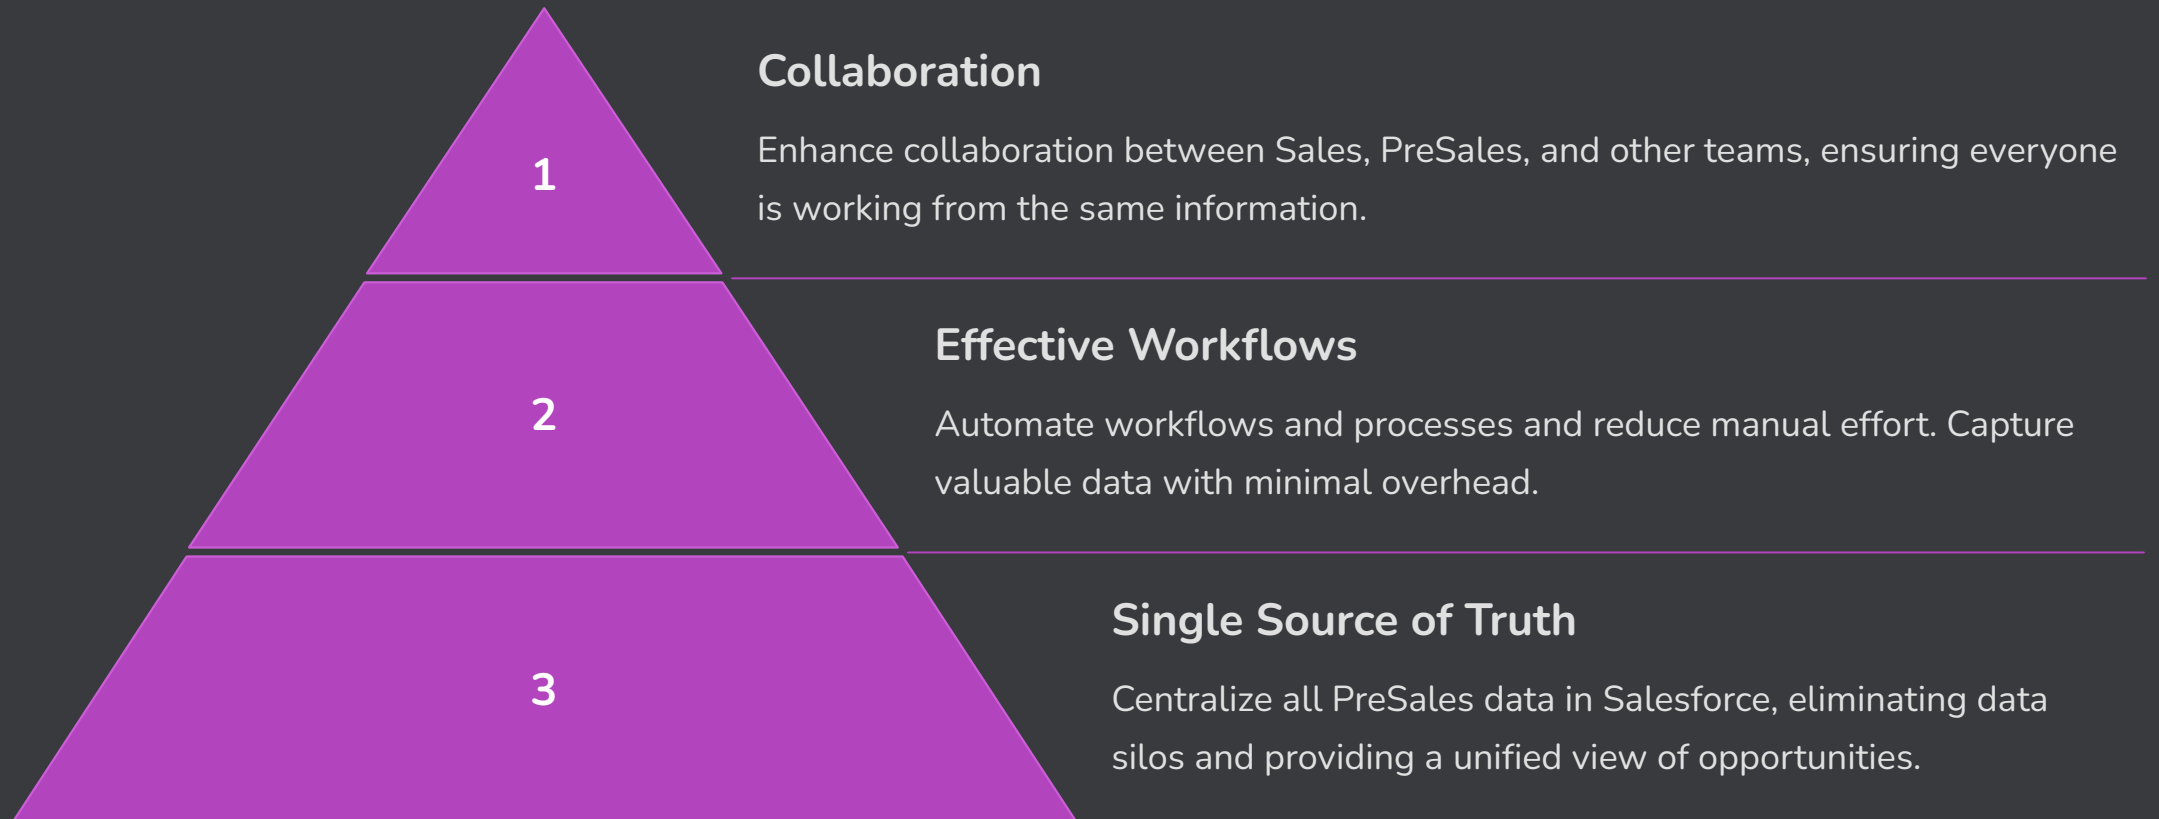 Collaboration
Enhance collaboration between Sales, PreSales, and other teams, ensuring everyone
is working from the same information.
1
Effective Workflows
Automate workflows and processes and reduce manual effort. Capture
valuable data with minimal overhead.
2
Single Source of Truth
Centralize all PreSales data in Salesforce, eliminating data
silos and providing a unified view of opportunities.
3